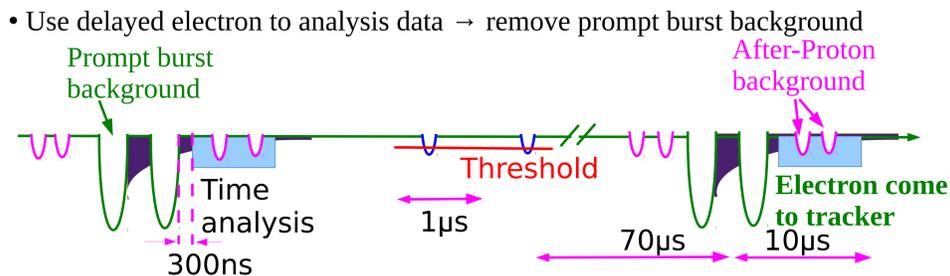 • Use delayed electron to analysis data → remove prompt burst background
Prompt burst
background
After-Proton
background
Threshold
Time
analysis
300ns
1μs
Electron come
to tracker
70μs
10μs